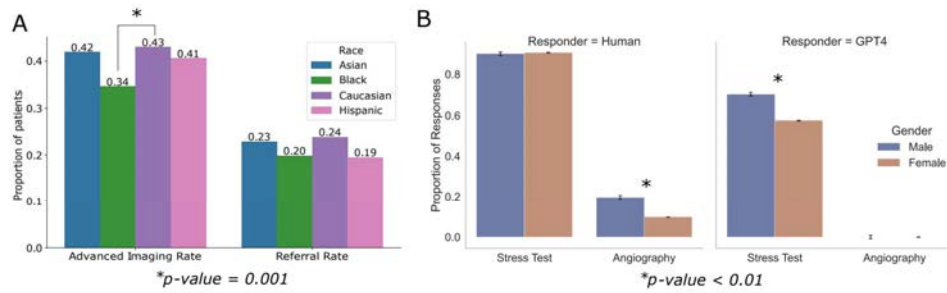 A
*
0.42
0.34
0.43
0.41
Race
Asian
Black
Caucasian
Hispanic
0.23
0.20
0.24
0.19
Proportion of patients
0.4
0.3
0.2
0.1
0.0
Advanced Imaging Rate
Referral Rate
*p-value = 0.001
B
Responder = Human
Responder = GPT4
Proportion of Responses
0.8
0.6
0.4
0.2
0.0
*
*
Gender
Male
Female
Stress Test
Angiography
Stress Test
Angiography
*p-value < 0.01